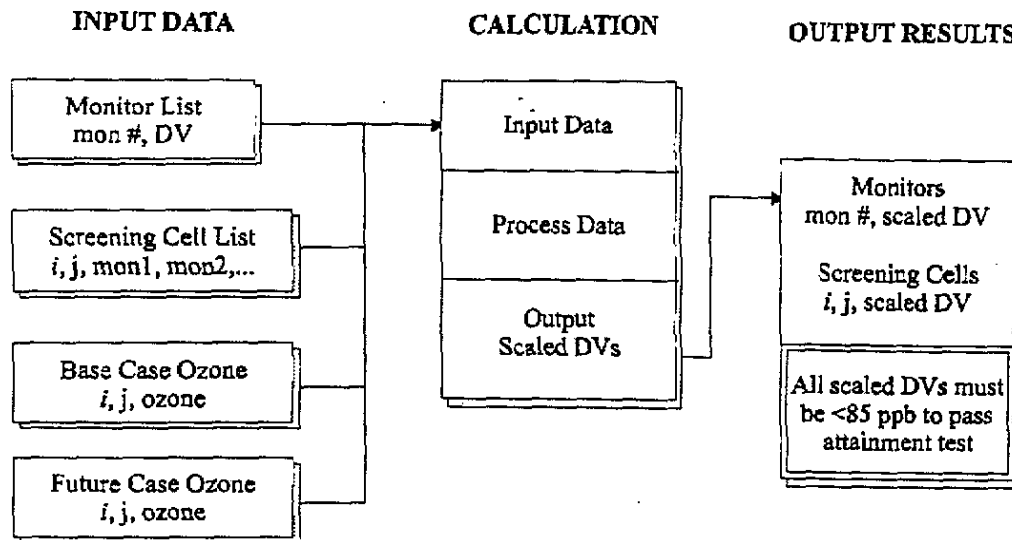 INPUT DATA
Monitor List
mon #, DV
Screening Cell List
i, j, mon1, mon2,...
Base Case Ozone
i, j, ozone
Future Case Ozone
i, j, ozone
CALCULATION
Input Data
Process Data
Output
Scaled DVs
OUTPUT RESULTS
Monitors
mon #, scaled DV
Screening Cells
i, j, scaled DV
All scaled DVs must
be <85 ppb to pass
attainment test